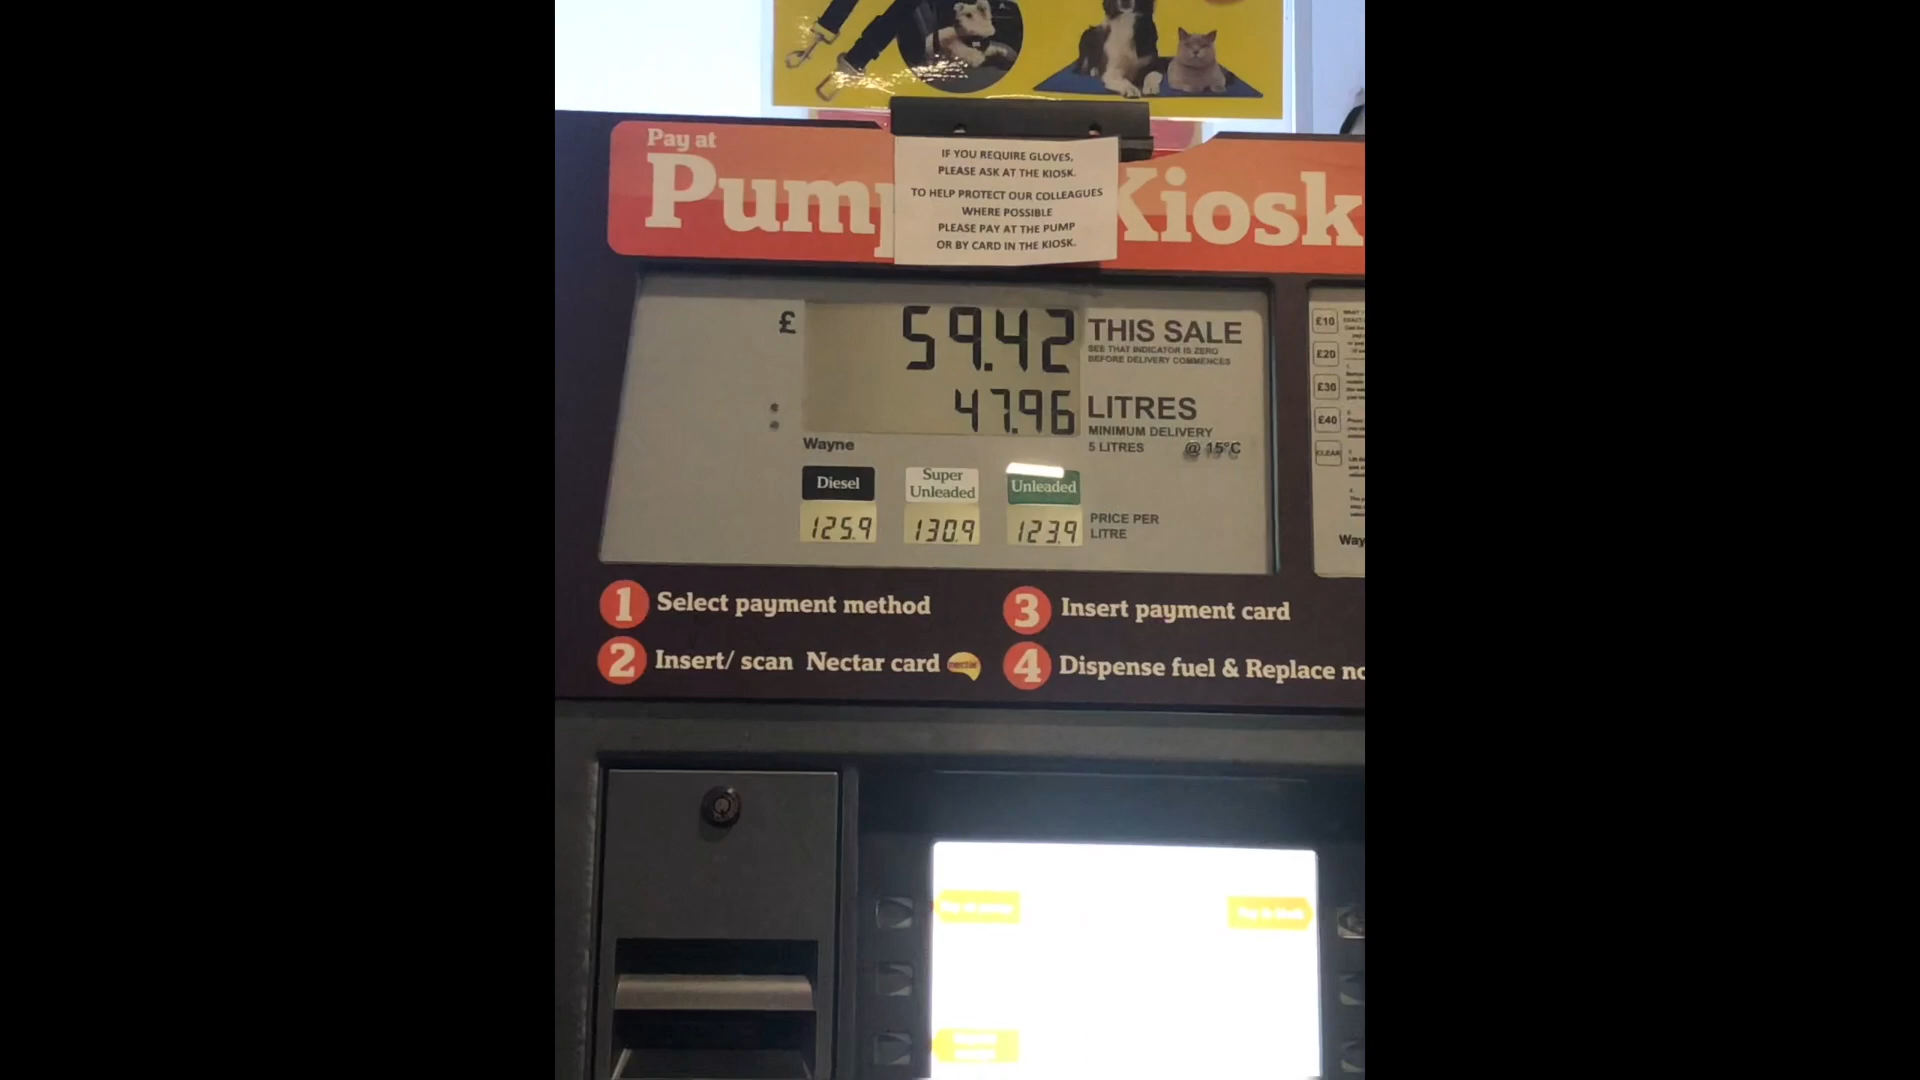 Pay at
Pump Kiosk
IF YOU REQUIRE GLOVES,
PLEASE ASK AT THE KIOSK.
TO HELP PROTECT OUR COLLEAGUES
WHERE POSSIBLE
PLEASE PAY AT THE PUMP
OR BY CARD IN THE KIOSK.
£ 59.42 THIS SALE
SEE THAT INDICATOR IS ZERO
BEFORE DELIVERY COMMENCES
47.96 LITRES
MINIMUM DELIVERY
5 LITRES @ 15°C
Wayne
Diesel Super Unleaded Unleaded
125.9 130.9 123.9 PRICE PER
LITRE
£10
£20
£30
£40
CLEAR
Way
1 Select payment method
2 Insert/ scan Nectar card nectar
3 Insert payment card
4 Dispense fuel & Replace no